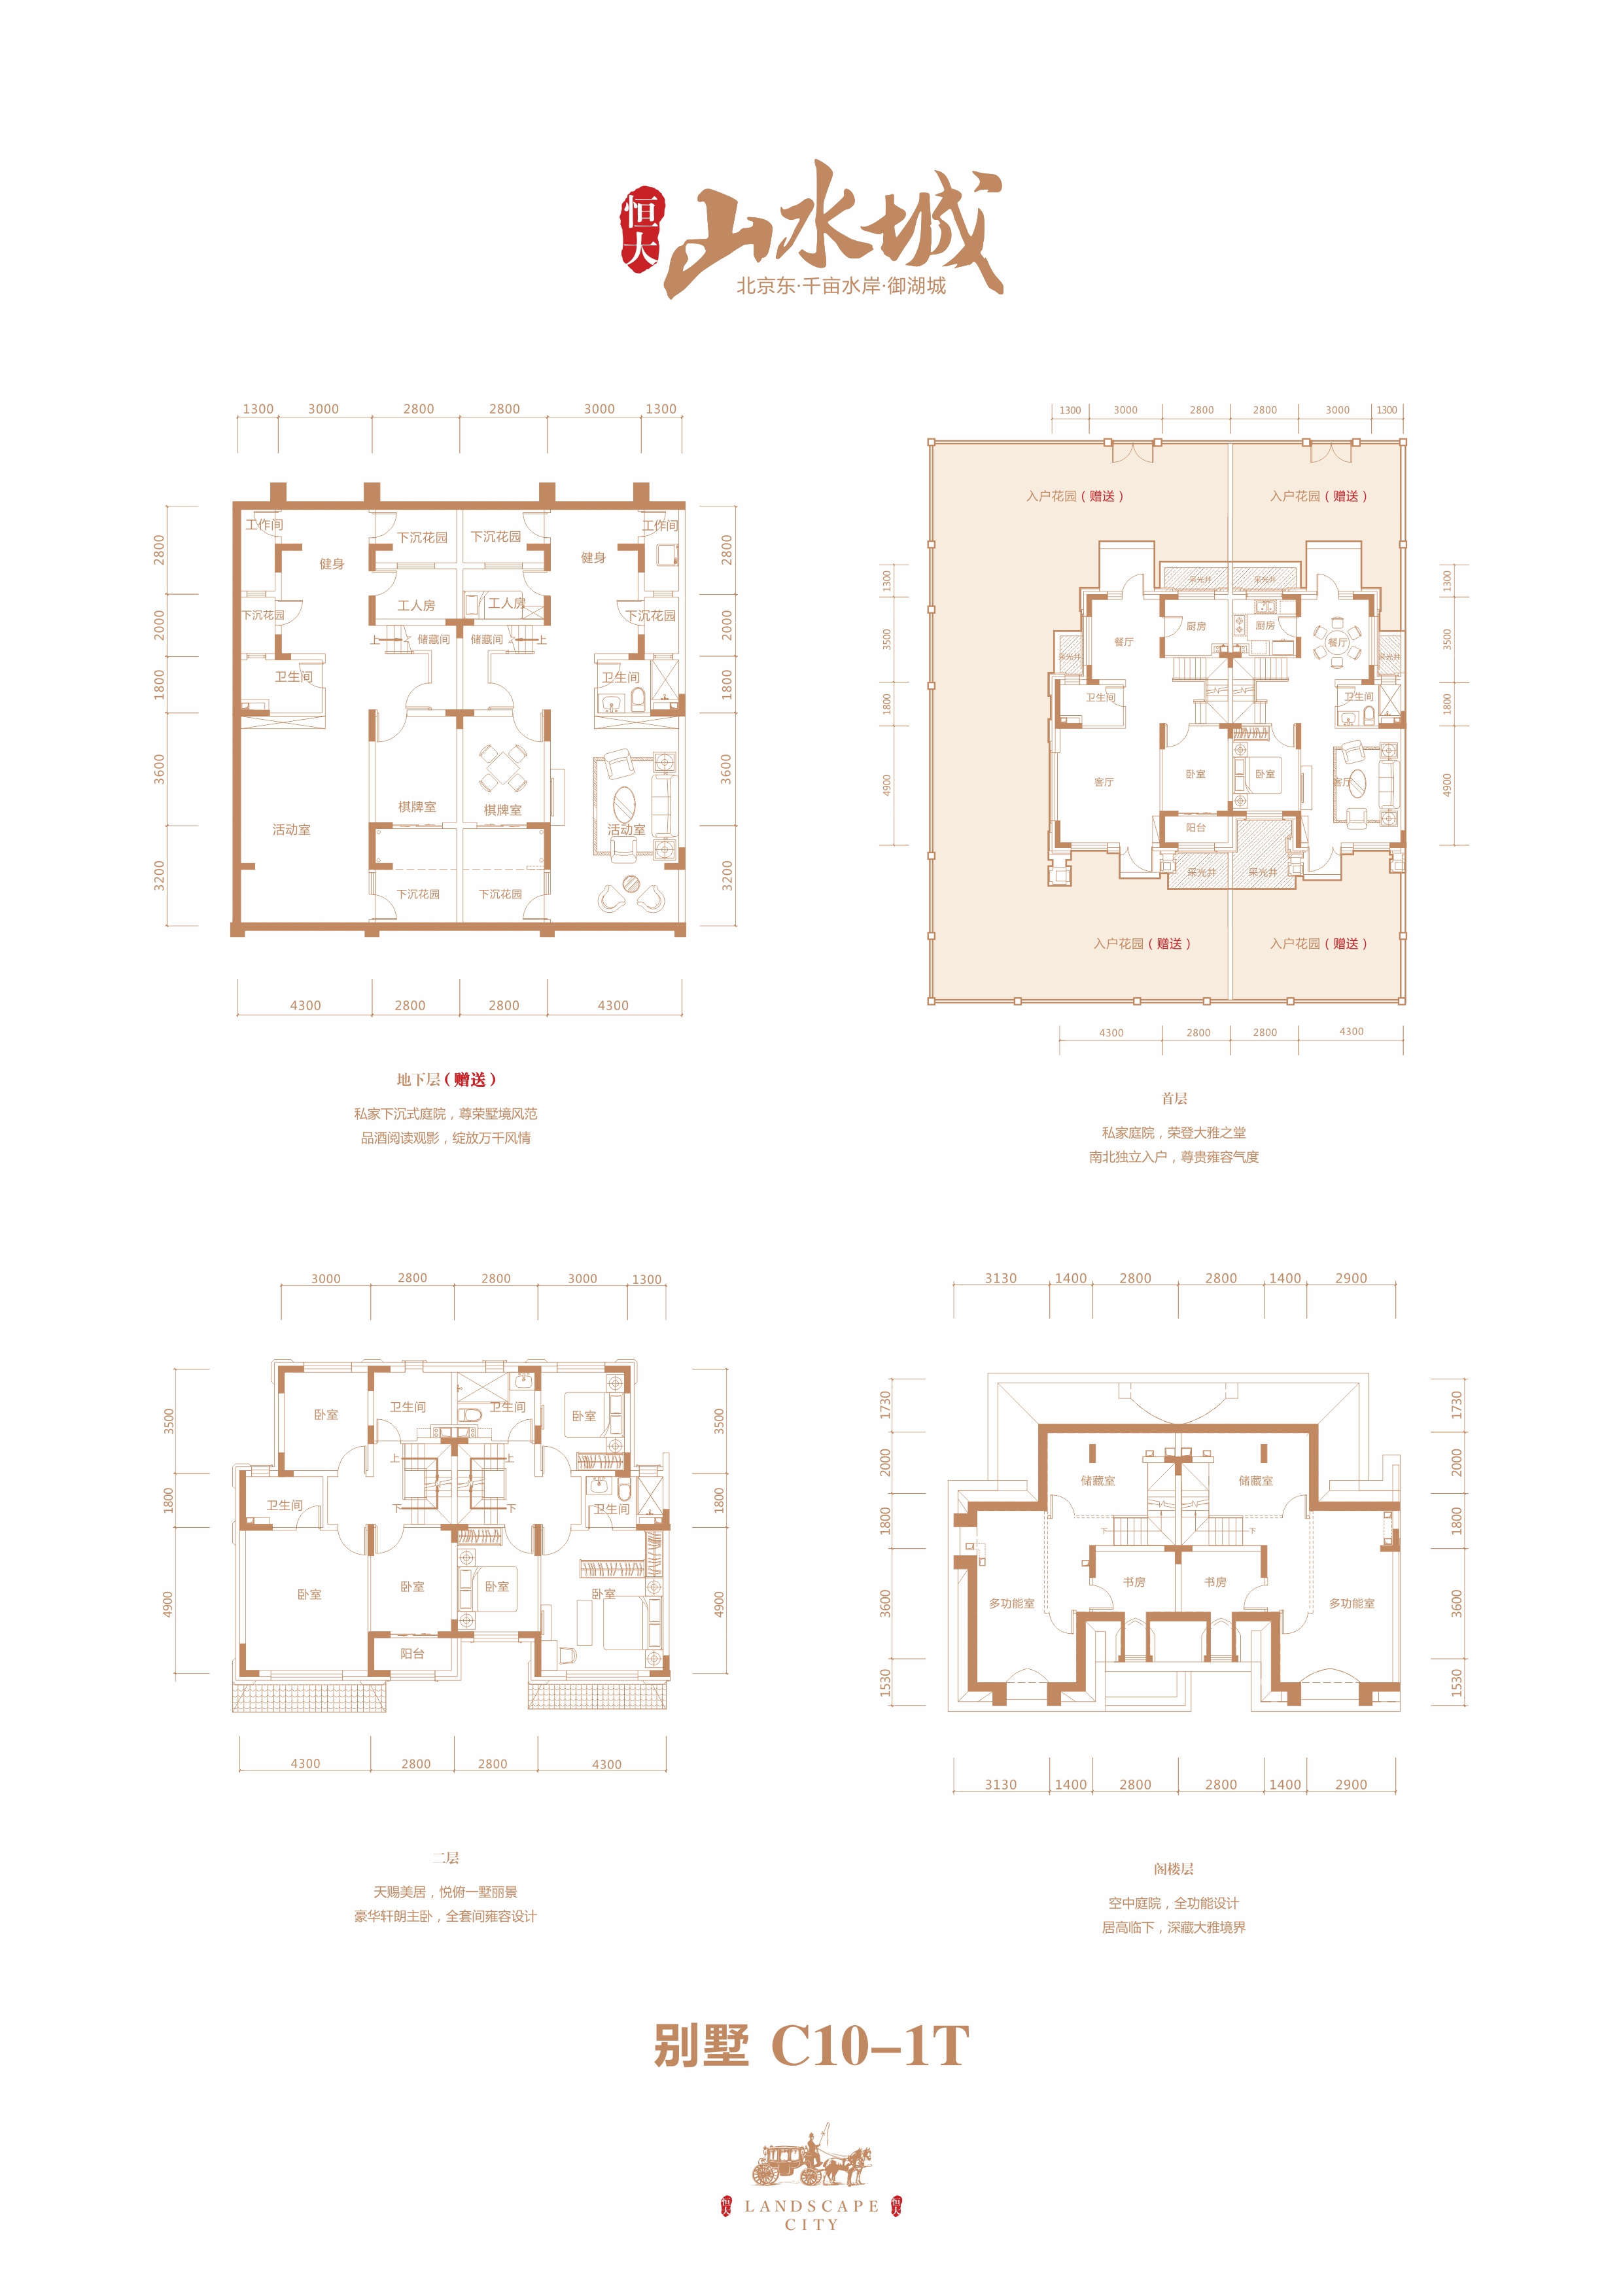 恒大
山水城
北京东·千亩水岸·御湖城
1300 3000 2800 2800 3000 1300
2800 2000 1800 3600 3200
工作间 下沉花园 下沉花园 工作间
健身 健身
工人房 工人房
下沉花园 下沉花园
上 储藏间 储藏间 上
卫生间 卫生间
棋牌室 棋牌室
活动室 活动室
下沉花园 下沉花园
2800 2000 1800 3600 3200
4300 2800 2800 4300
地下层（赠送）
私家下沉式庭院，尊荣墅境风范
品酒阅读观影，绽放万千风情
1300 3000 2800 2800 3000 1300
1300 3500 1800 4900
入户花园（赠送） 入户花园（赠送）
采光井 采光井
餐厅 厨房 厨房 餐厅
采光井 采光井
卫生间 卫生间
客厅 卧室 卧室 客厅
阳台
采光井 采光井
入户花园（赠送） 入户花园（赠送）
1300 3500 1800 4900
4300 2800 2800 4300
首层
私家庭院，荣登大雅之堂
南北独立入户，尊贵雍容气度
3000 2800 2800 3000 1300
3500 1800 4900
卧室 卫生间 卫生间 卧室
上 上
卫生间 下 下 卫生间
卧室 卧室 卧室 卧室
阳台
3500 1800 4900
4300 2800 2800 4300
二层
天赐美居，悦俯一墅丽景
豪华轩朗主卧，全套间雍容设计
3130 1400 2800 2800 1400 2900
1730 2000 1800 3600 1530
储藏室 储藏室
下 下
书房 书房
多功能室 多功能室
1730 2000 1800 3600 1530
3130 1400 2800 2800 1400 2900
阁楼层
空中庭院，全功能设计
居高临下，深藏大雅境界
别墅 C10-1T
恒大 LANDSCAPE 恒大
CITY